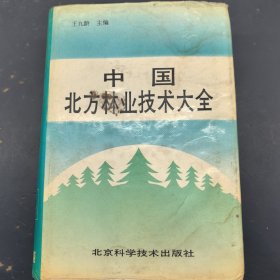 王九龄 主编
中国
北方林业技术大全
北京科学技术出版社